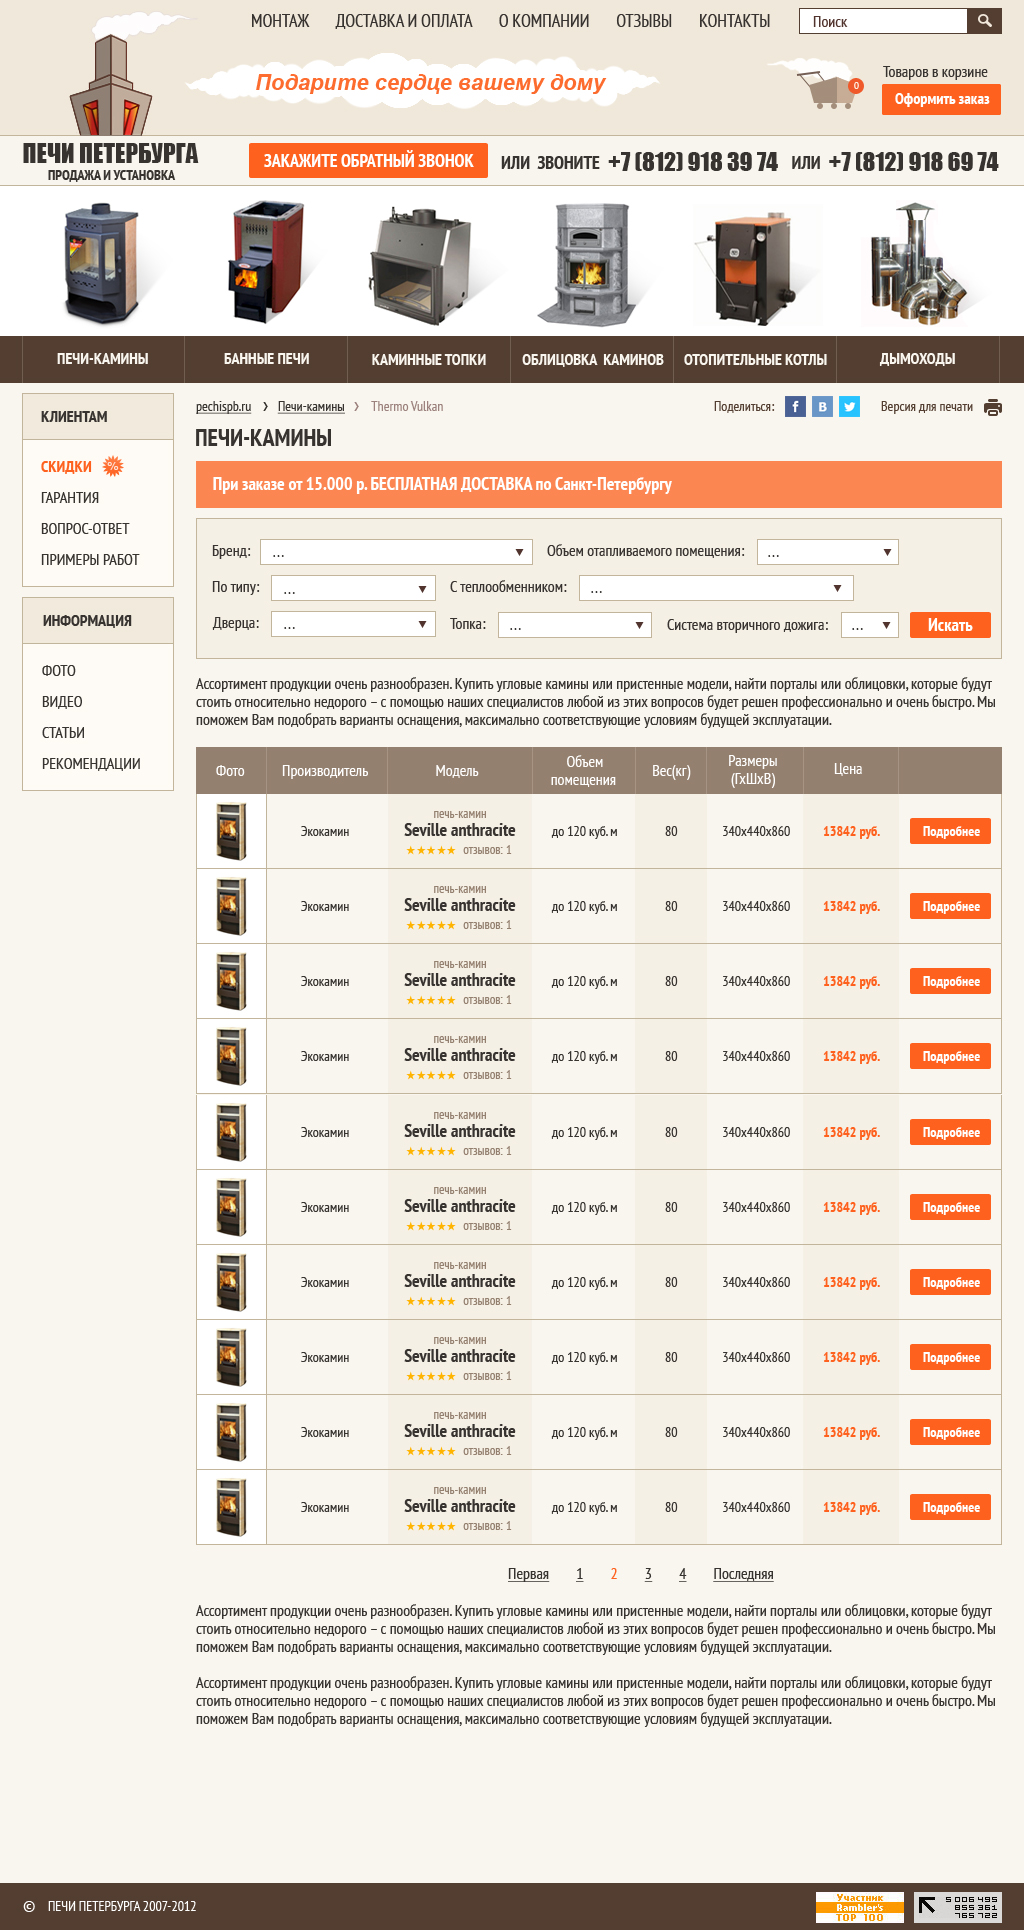 МОНТАЖ ДОСТАВКА И ОПЛАТА О КОМПАНИИ ОТЗЫВЫ КОНТАКТЫ Поиск
Подарите сердце вашему дому
Товаров в корзине
0
Оформить заказ
ПЕЧИ ПЕТЕРБУРГА
ПРОДАЖА И УСТАНОВКА
ЗАКАЖИТЕ ОБРАТНЫЙ ЗВОНОК ИЛИ ЗВОНИТЕ +7 (812) 918 39 74 ИЛИ +7 (812) 918 69 74
ПЕЧИ-КАМИНЫ БАННЫЕ ПЕЧИ КАМИННЫЕ ТОПКИ ОБЛИЦОВКА КАМИНОВ ОТОПИТЕЛЬНЫЕ КОТЛЫ ДЫМОХОДЫ
КЛИЕНТАМ
СКИДКИ %
ГАРАНТИЯ
ВОПРОС-ОТВЕТ
ПРИМЕРЫ РАБОТ
ИНФОРМАЦИЯ
ФОТО
ВИДЕО
СТАТЬИ
РЕКОМЕНДАЦИИ
pechispb.ru › Печи-камины › Thermo Vulkan
Поделиться: f B Версия для печати
ПЕЧИ-КАМИНЫ
При заказе от 15.000 р. БЕСПЛАТНАЯ ДОСТАВКА по Санкт-Петербургу
Бренд: ... Объем отапливаемого помещения: ...
По типу: ... С теплообменником: ...
Дверца: ... Топка: ... Система вторичного дожига: ... Искать
Ассортимент продукции очень разнообразен. Купить угловые камины или пристенные модели, найти порталы или облицовки, которые будут
стоить относительно недорого – с помощью наших специалистов любой из этих вопросов будет решен профессионально и очень быстро. Мы
поможем Вам подобрать варианты оснащения, максимально соответствующие условиям будущей эксплуатации.
Фото Производитель Модель Объем помещения Вес(кг) Размеры (ГхШхВ) Цена
печь-камин
Экокамин Seville anthracite до 120 куб. м 80 340х440х860 13842 руб. Подробнее
★★★★★ отзывов: 1
печь-камин
Экокамин Seville anthracite до 120 куб. м 80 340х440х860 13842 руб. Подробнее
★★★★★ отзывов: 1
печь-камин
Экокамин Seville anthracite до 120 куб. м 80 340х440х860 13842 руб. Подробнее
★★★★★ отзывов: 1
печь-камин
Экокамин Seville anthracite до 120 куб. м 80 340х440х860 13842 руб. Подробнее
★★★★★ отзывов: 1
печь-камин
Экокамин Seville anthracite до 120 куб. м 80 340х440х860 13842 руб. Подробнее
★★★★★ отзывов: 1
печь-камин
Экокамин Seville anthracite до 120 куб. м 80 340х440х860 13842 руб. Подробнее
★★★★★ отзывов: 1
печь-камин
Экокамин Seville anthracite до 120 куб. м 80 340х440х860 13842 руб. Подробнее
★★★★★ отзывов: 1
печь-камин
Экокамин Seville anthracite до 120 куб. м 80 340х440х860 13842 руб. Подробнее
★★★★★ отзывов: 1
печь-камин
Экокамин Seville anthracite до 120 куб. м 80 340х440х860 13842 руб. Подробнее
★★★★★ отзывов: 1
печь-камин
Экокамин Seville anthracite до 120 куб. м 80 340х440х860 13842 руб. Подробнее
★★★★★ отзывов: 1
Первая 1 2 3 4 Последняя
Ассортимент продукции очень разнообразен. Купить угловые камины или пристенные модели, найти порталы или облицовки, которые будут
стоить относительно недорого – с помощью наших специалистов любой из этих вопросов будет решен профессионально и очень быстро. Мы
поможем Вам подобрать варианты оснащения, максимально соответствующие условиям будущей эксплуатации.
Ассортимент продукции очень разнообразен. Купить угловые камины или пристенные модели, найти порталы или облицовки, которые будут
стоить относительно недорого – с помощью наших специалистов любой из этих вопросов будет решен профессионально и очень быстро. Мы
поможем Вам подобрать варианты оснащения, максимально соответствующие условиям будущей эксплуатации.
© ПЕЧИ ПЕТЕРБУРГА 2007-2012
Участник
Rambler's
TOP 100
5 006 495
855 361
765 722